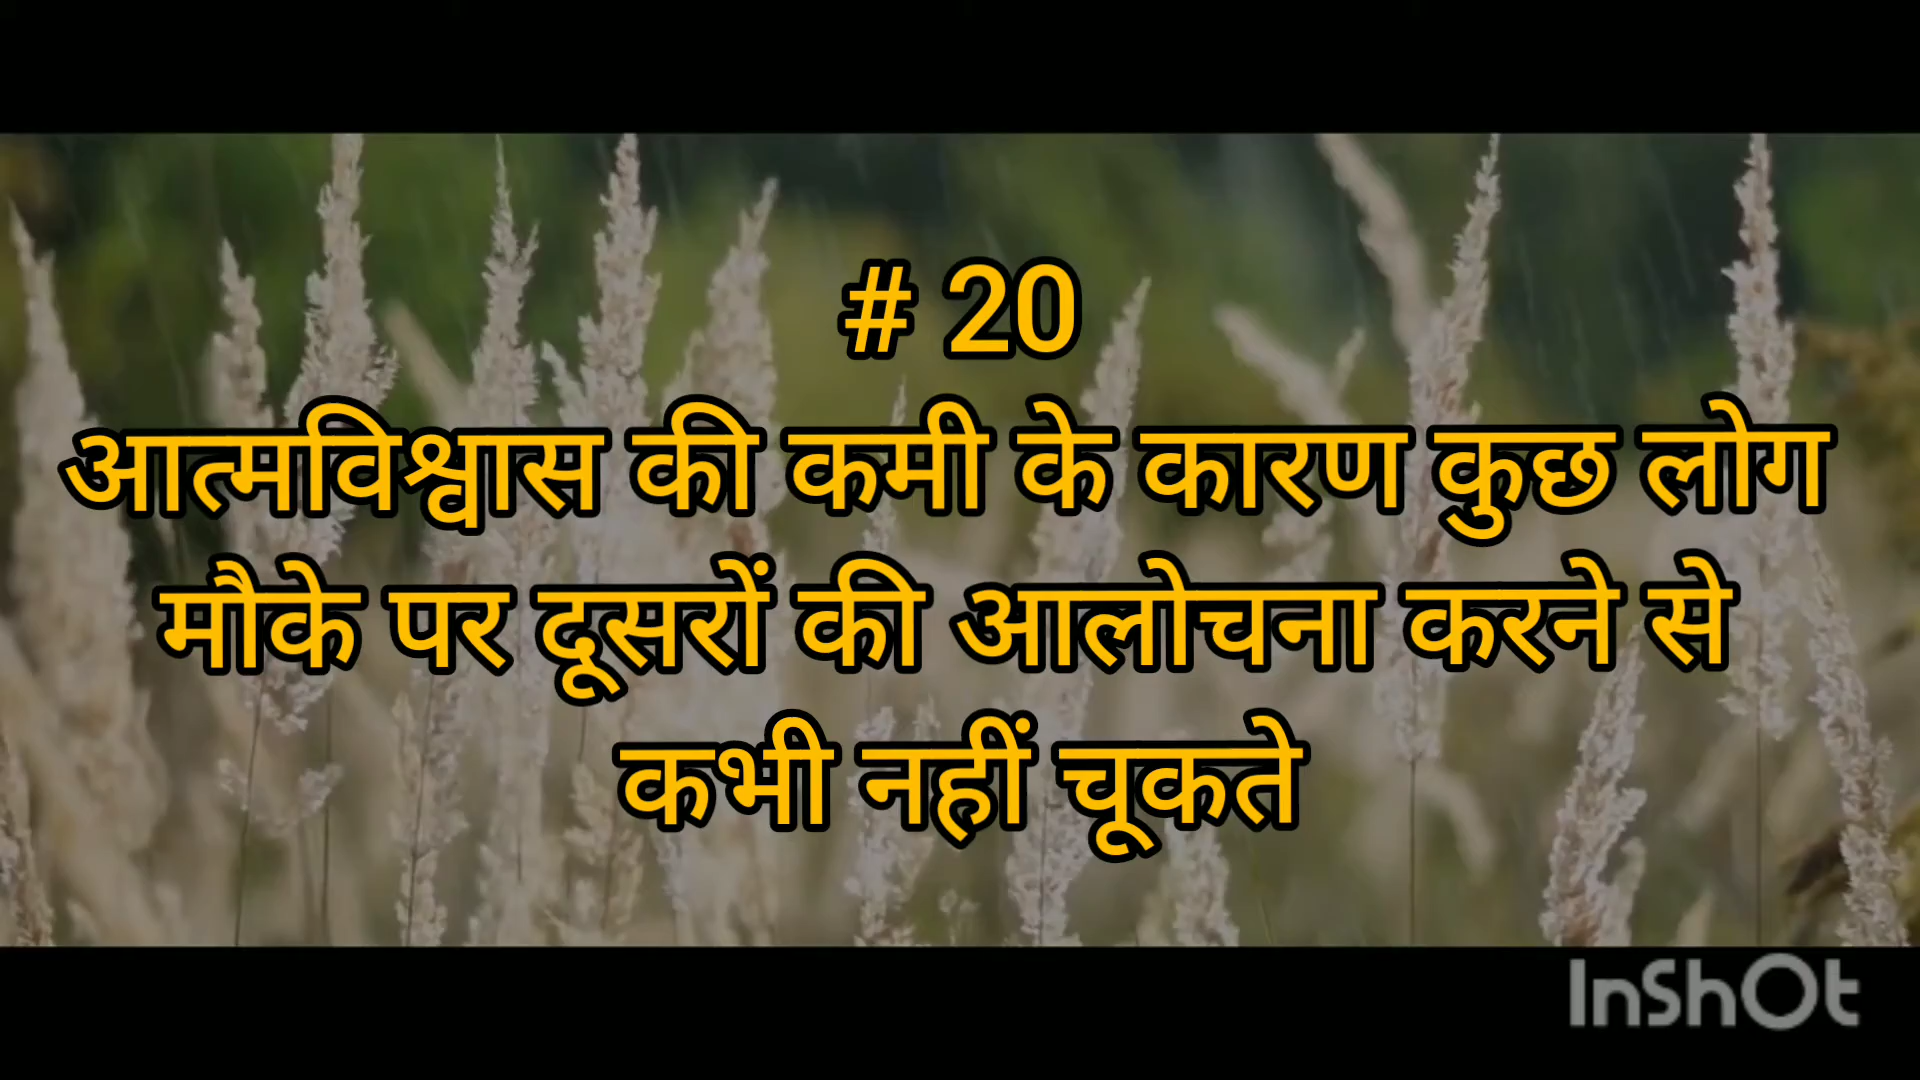 # 20
आत्मविश्वास की कमी के कारण कुछ लोग
मौके पर दूसरों की आलोचना करने से
कभी नहीं चूकते
InShOt